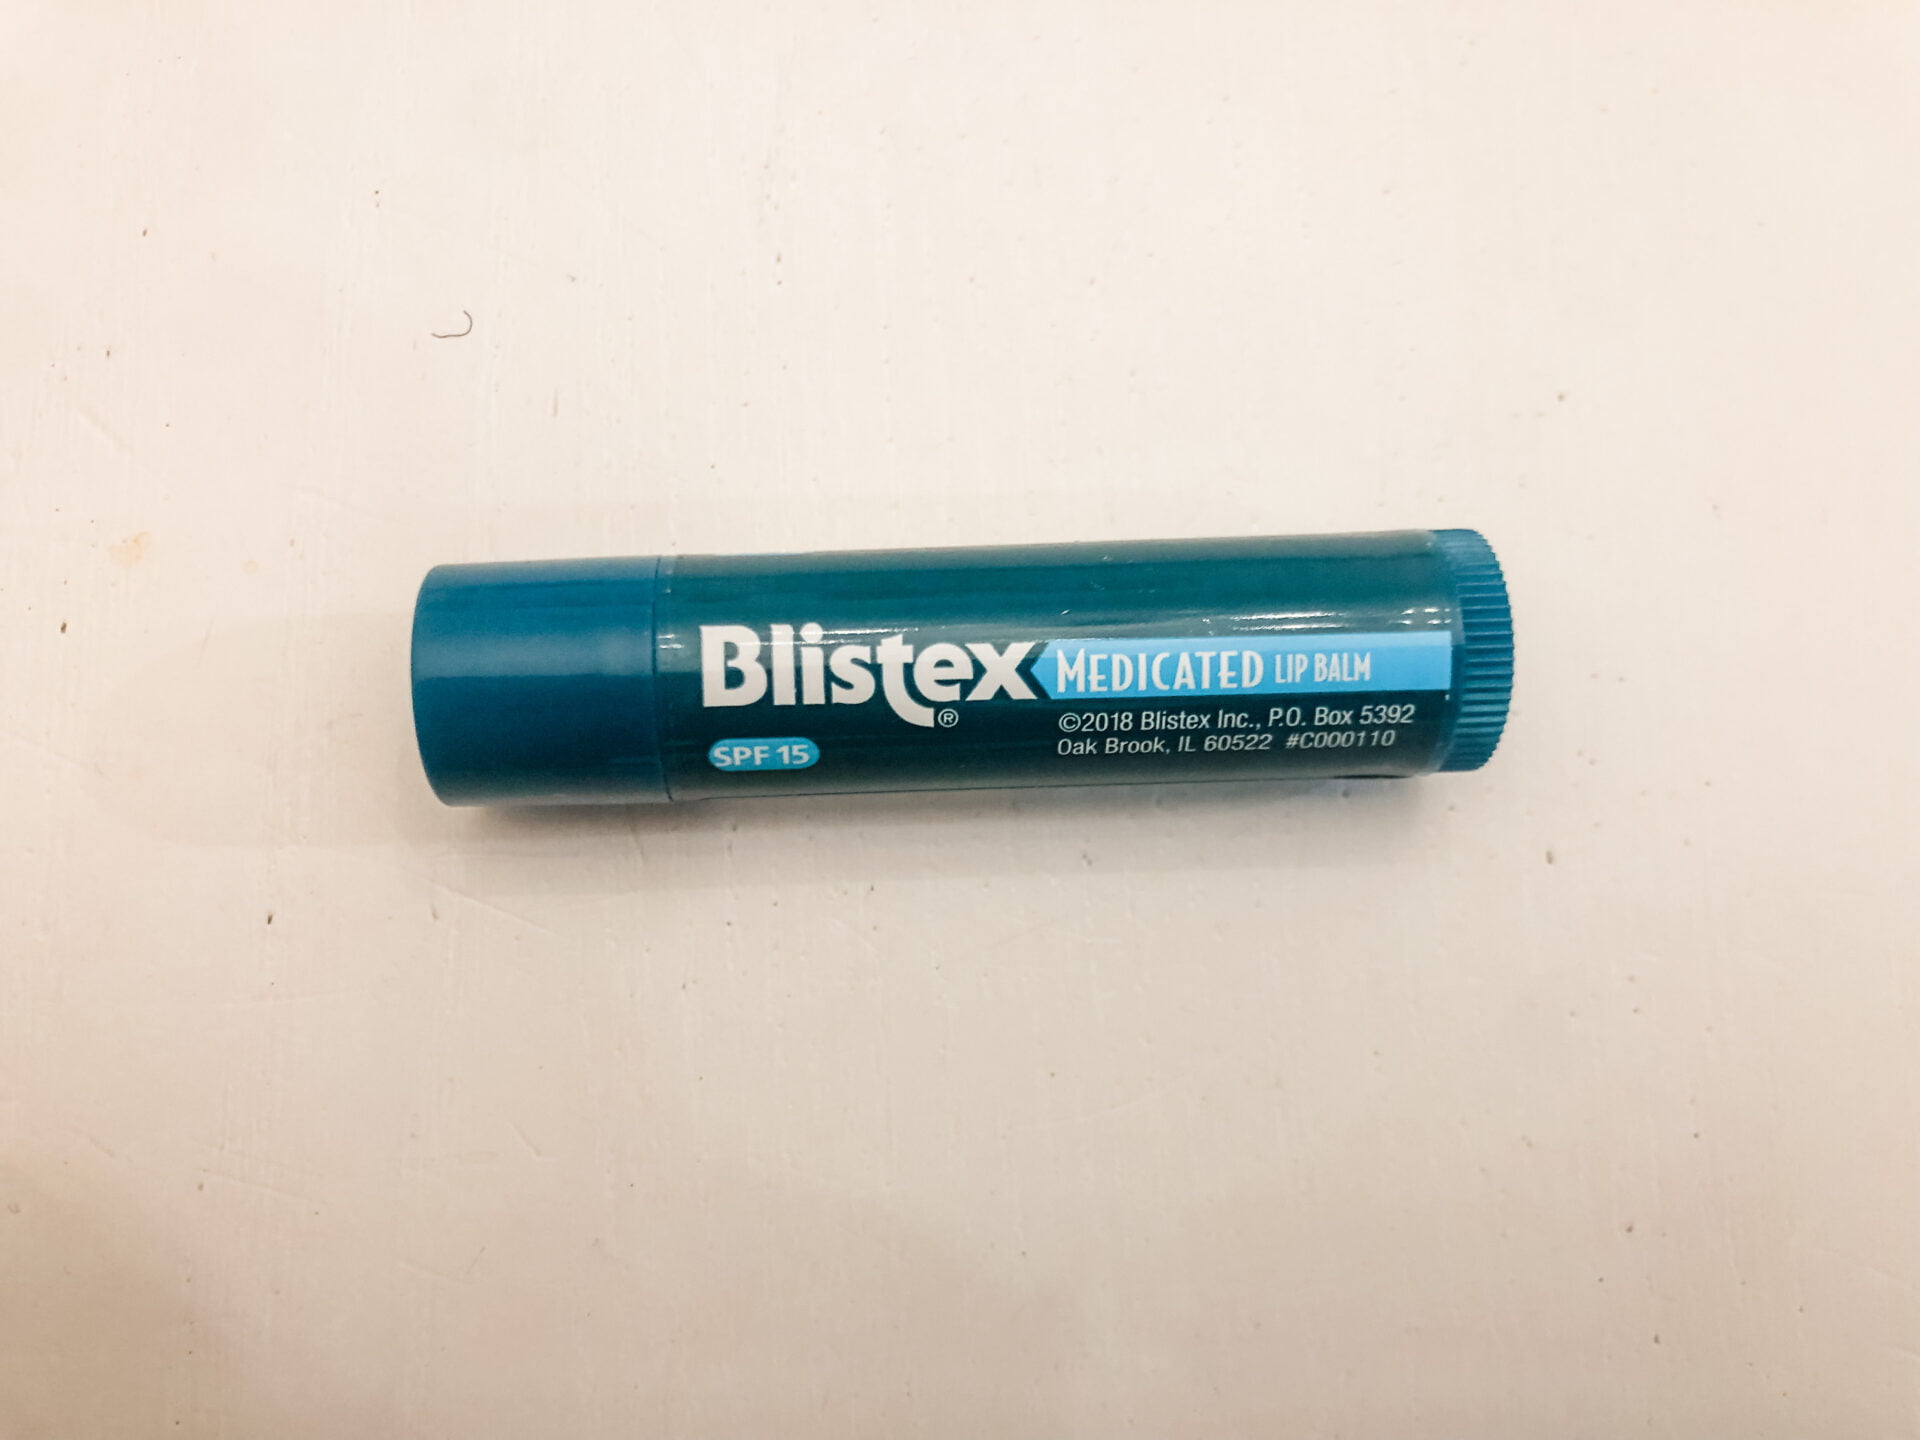 Blistex® MEDICATED LIP BALM
©2018 Blistex Inc., P.O. Box 5392
Oak Brook, IL 60522 #C000110
SPF 15